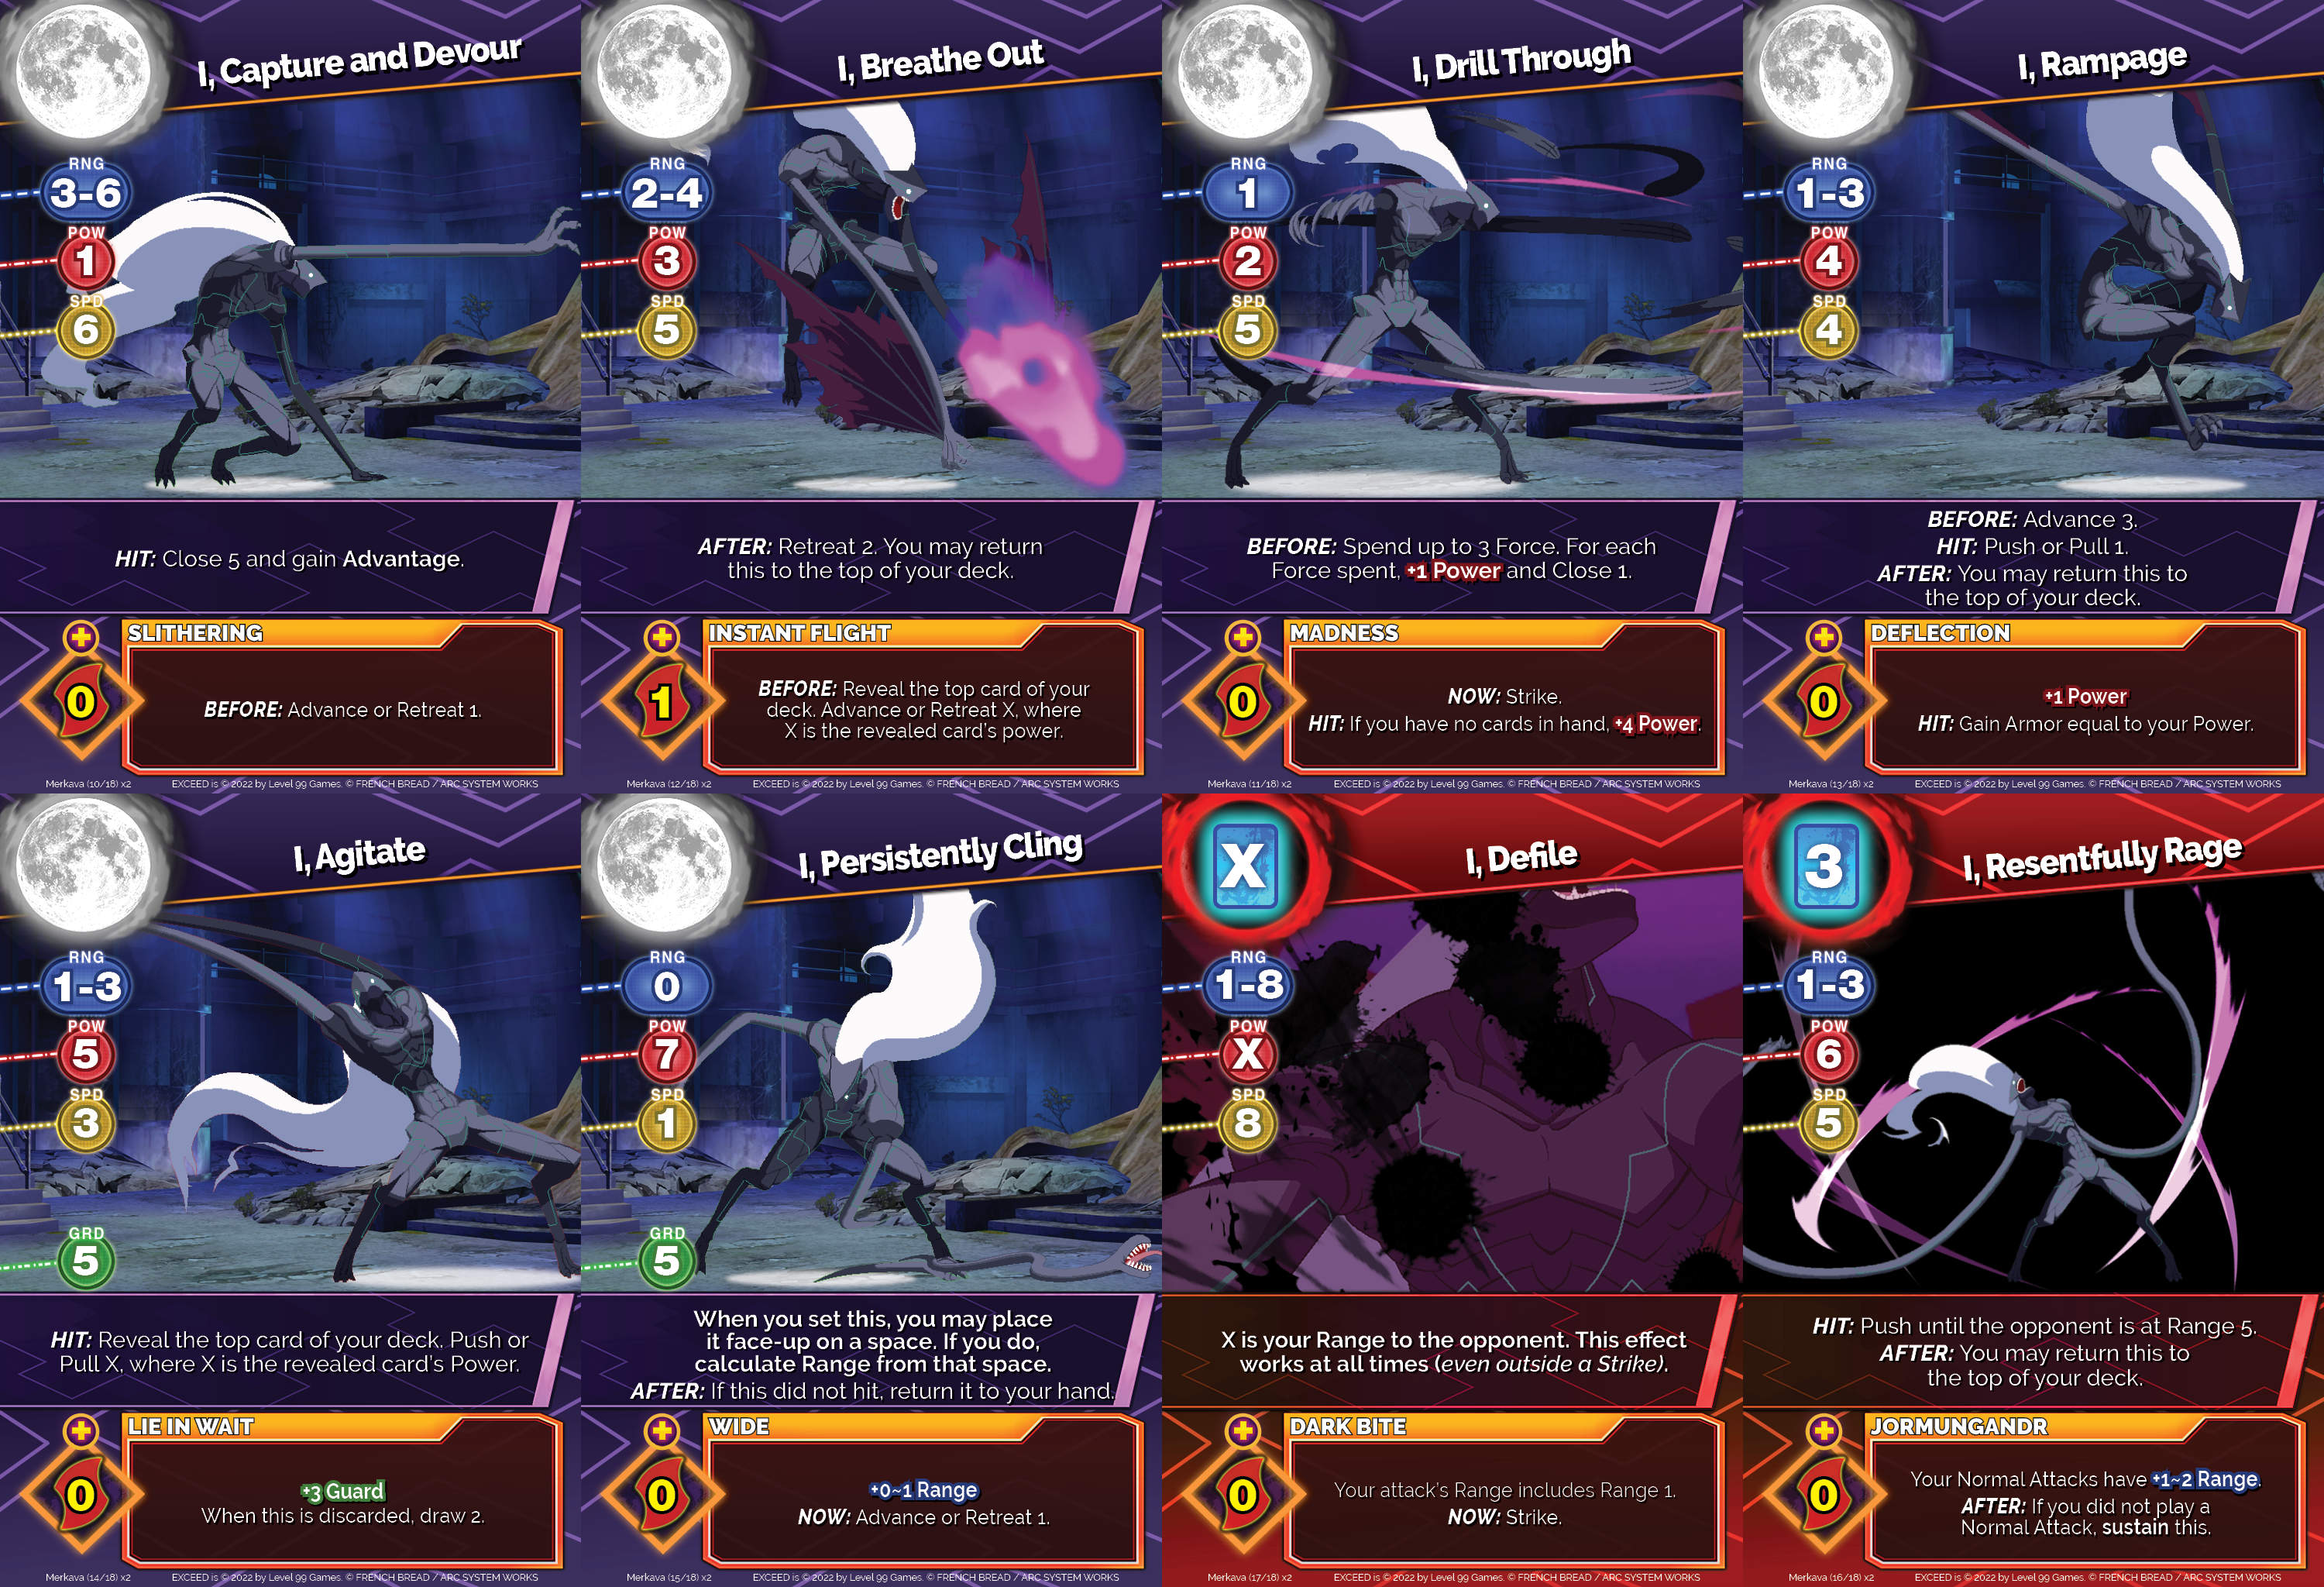 I, Capture and Devour
RNG
3-6
POW
1
SPD
6
HIT: Close 5 and gain Advantage.
+
0
SLITHERING
BEFORE: Advance or Retreat 1.
Merkava (10/18) x2
EXCEED is © 2022 by Level 99 Games. © FRENCH BREAD / ARC SYSTEM WORKS
I, Breathe Out
RNG
2-4
POW
3
SPD
5
AFTER: Retreat 2. You may return
this to the top of your deck.
+
1
INSTANT FLIGHT
BEFORE: Reveal the top card of your
deck. Advance or Retreat X, where
X is the revealed card's power.
Merkava (12/18) x2
EXCEED is © 2022 by Level 99 Games. © FRENCH BREAD / ARC SYSTEM WORKS
I, Drill Through
RNG
1
POW
2
SPD
5
BEFORE: Spend up to 3 Force. For each
Force spent, +1 Power and Close 1.
+
0
MADNESS
NOW: Strike.
HIT: If you have no cards in hand, +4 Power.
Merkava (11/18) x2
EXCEED is © 2022 by Level 99 Games. © FRENCH BREAD / ARC SYSTEM WORKS
I, Rampage
RNG
1-3
POW
4
SPD
4
BEFORE: Advance 3.
HIT: Push or Pull 1.
AFTER: You may return this to
the top of your deck.
+
0
DEFLECTION
+1 Power
HIT: Gain Armor equal to your Power.
Merkava (13/18) x2
EXCEED is © 2022 by Level 99 Games. © FRENCH BREAD / ARC SYSTEM WORKS
I, Agitate
RNG
1-3
POW
5
SPD
3
GRD
5
HIT: Reveal the top card of your deck. Push or
Pull X, where X is the revealed card's Power.
+
0
LIE IN WAIT
+3 Guard
When this is discarded, draw 2.
Merkava (14/18) x2
EXCEED is © 2022 by Level 99 Games. © FRENCH BREAD / ARC SYSTEM WORKS
I, Persistently Cling
RNG
0
POW
7
SPD
1
GRD
5
When you set this, you may place
it face-up on a space. If you do,
calculate Range from that space.
AFTER: If this did not hit, return it to your hand.
+
0
WIDE
+0~1 Range
NOW: Advance or Retreat 1.
Merkava (15/18) x2
EXCEED is © 2022 by Level 99 Games. © FRENCH BREAD / ARC SYSTEM WORKS
X
I, Defile
RNG
1-8
POW
X
SPD
8
X is your Range to the opponent. This effect
works at all times (even outside a Strike).
+
0
DARK BITE
Your attack's Range includes Range 1.
NOW: Strike.
Merkava (17/18) x2
EXCEED is © 2022 by Level 99 Games. © FRENCH BREAD / ARC SYSTEM WORKS
3
I, Resentfully Rage
RNG
1-3
POW
6
SPD
5
HIT: Push until the opponent is at Range 5.
AFTER: You may return this to
the top of your deck.
+
0
JORMUNGANDR
Your Normal Attacks have +1~2 Range.
AFTER: If you did not play a
Normal Attack, sustain this.
Merkava (16/18) x2
EXCEED is © 2022 by Level 99 Games. © FRENCH BREAD / ARC SYSTEM WORKS